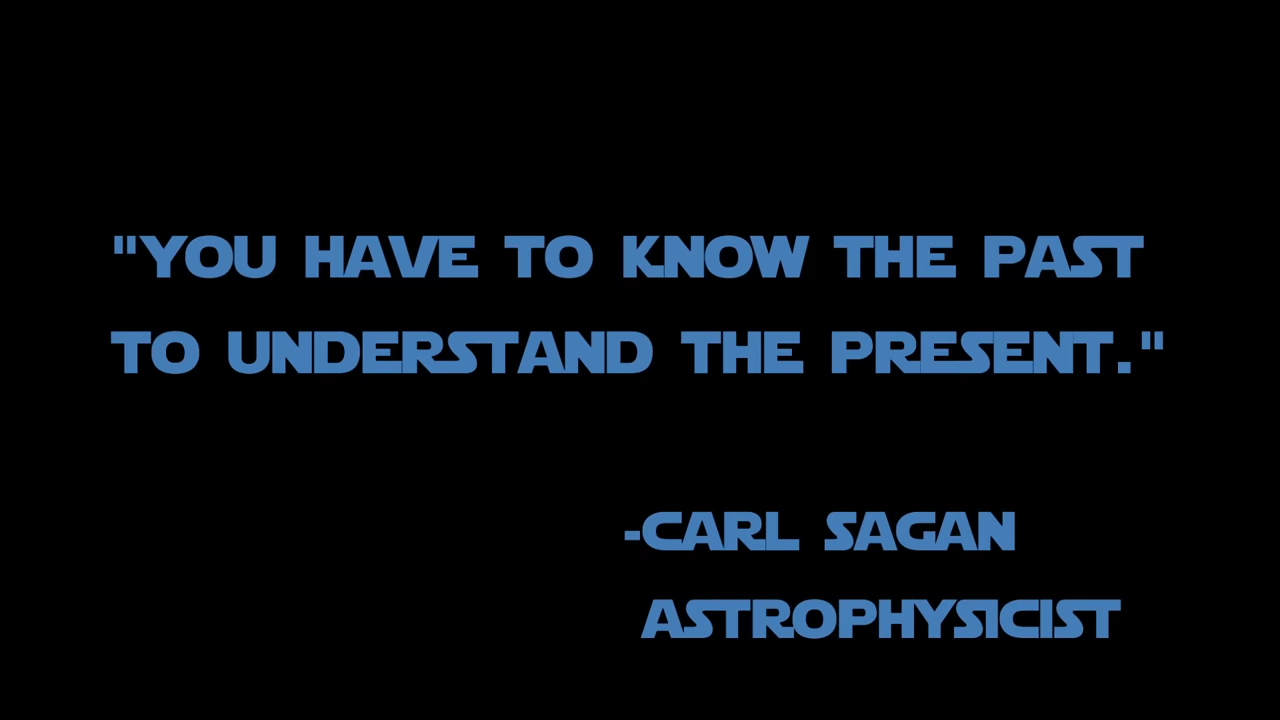 "YOU HAVE TO KNOW THE PAST
TO UNDERSTAND THE PRESENT."
-CARL SAGAN
ASTROPHYSICIST